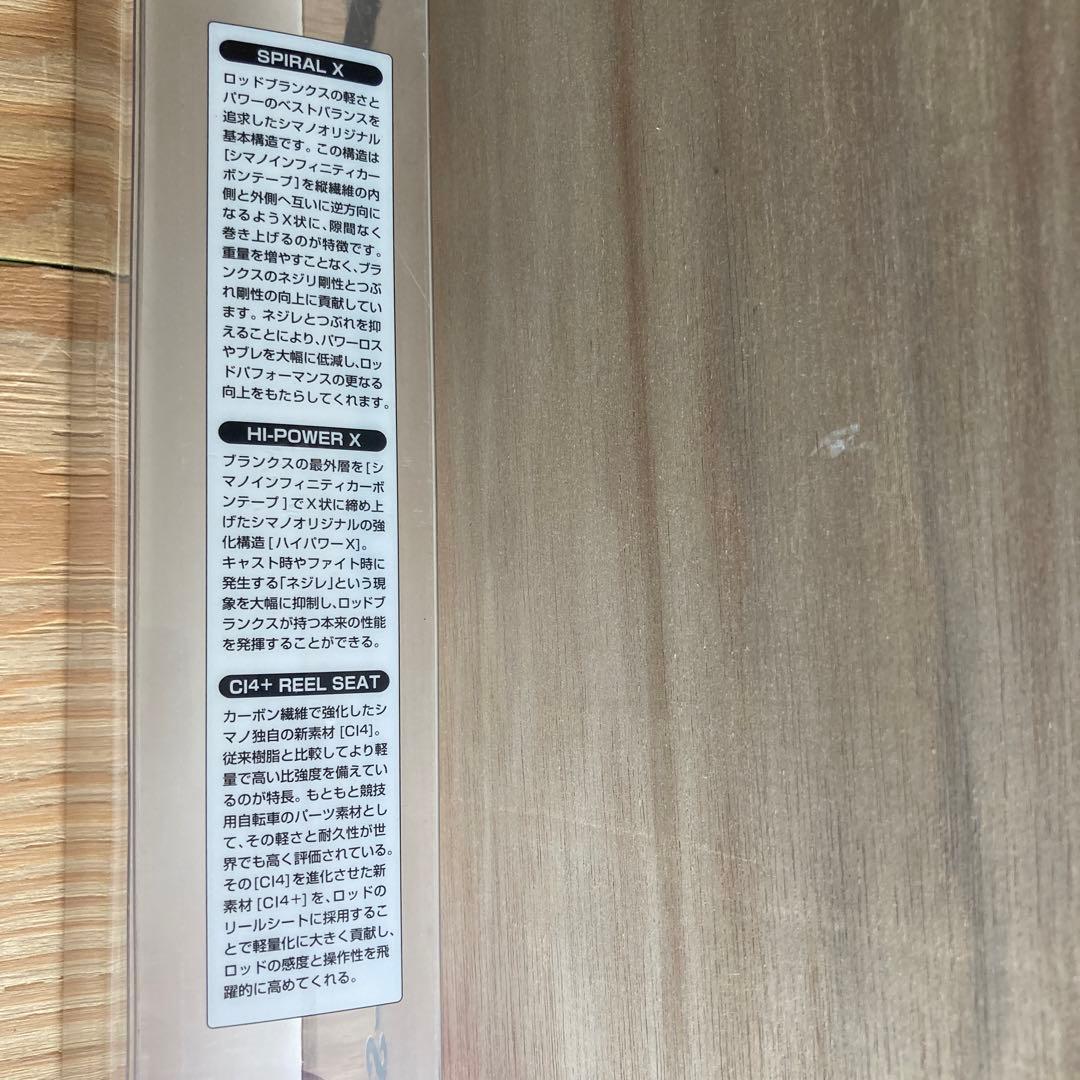 SPIRAL X
ロッドブランクスの軽さと
パワーのベストバランスを
追求したシマノオリジナル
基本構造です。この構造は
[シマノインフィニティカー
ボンテープ]を縦繊維の内
側と外側へ互いに逆方向に
なるようX状に、隙間なく
巻き上げるのが特徴です。
重量を増やすことなく、ブラ
ンクスのネジリ剛性とつぶ
れ剛性の向上に貢献してい
ます。ネジレとつぶれを抑
えることにより、パワーロス
やブレを大幅に低減し、ロッ
ドパフォーマンスの更なる
向上をもたらしてくれます。
HI-POWER X
ブランクスの最外層を[シ
マノインフィニティカーボ
ンテープ]でX状に締め上
げたシマノオリジナルの強
化構造[ハイパワーX]。
キャスト時やファイト時に
発生する「ネジレ」という現
象を大幅に抑制し、ロッドブ
ランクスが持つ本来の性能
を発揮することができる。
CI4+ REEL SEAT
カーボン繊維で強化したシ
マノ独自の新素材[CI4]。
従来樹脂と比較してより軽
量で高い比強度を備えてい
るのが特長。もともと競技
用自転車のパーツ素材とし
て、その軽さと耐久性が世
界でも高く評価されている。
その[CI4]を進化させた新
素材[CI4+]を、ロッドの
リールシートに採用するこ
とで軽量化に大きく貢献し、
ロッドの感度と操作性を飛
躍的に高めてくれる。